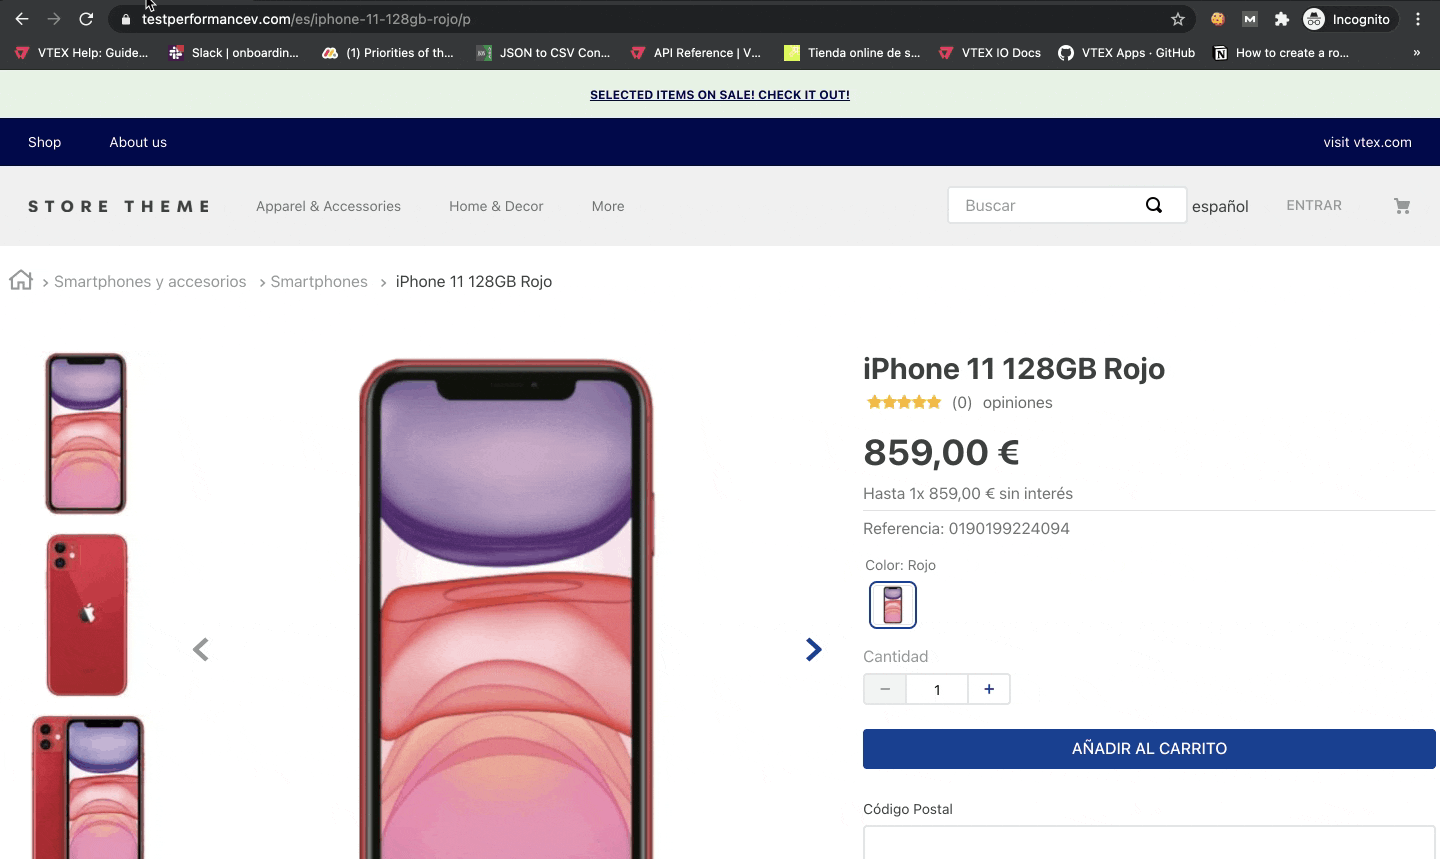 testperformancev.com/es/iphone-11-128gb-rojo/p
Incognito
VTEX Help: Guide...
Slack | onboardin...
(1) Priorities of th...
JSON to CSV Con...
API Reference | V...
Tienda online de s...
VTEX IO Docs
VTEX Apps · GitHub
How to create a ro...
»
SELECTED ITEMS ON SALE! CHECK IT OUT!
Shop
About us
visit vtex.com
STORE THEME
Apparel & Accessories
Home & Decor
More
Buscar
español
ENTRAR
Smartphones y accesorios
Smartphones
iPhone 11 128GB Rojo
iPhone 11 128GB Rojo
(0) opiniones
859,00 €
Hasta 1x 859,00 € sin interés
Referencia: 0190199224094
Color: Rojo
Cantidad
− 1 +
AÑADIR AL CARRITO
Código Postal